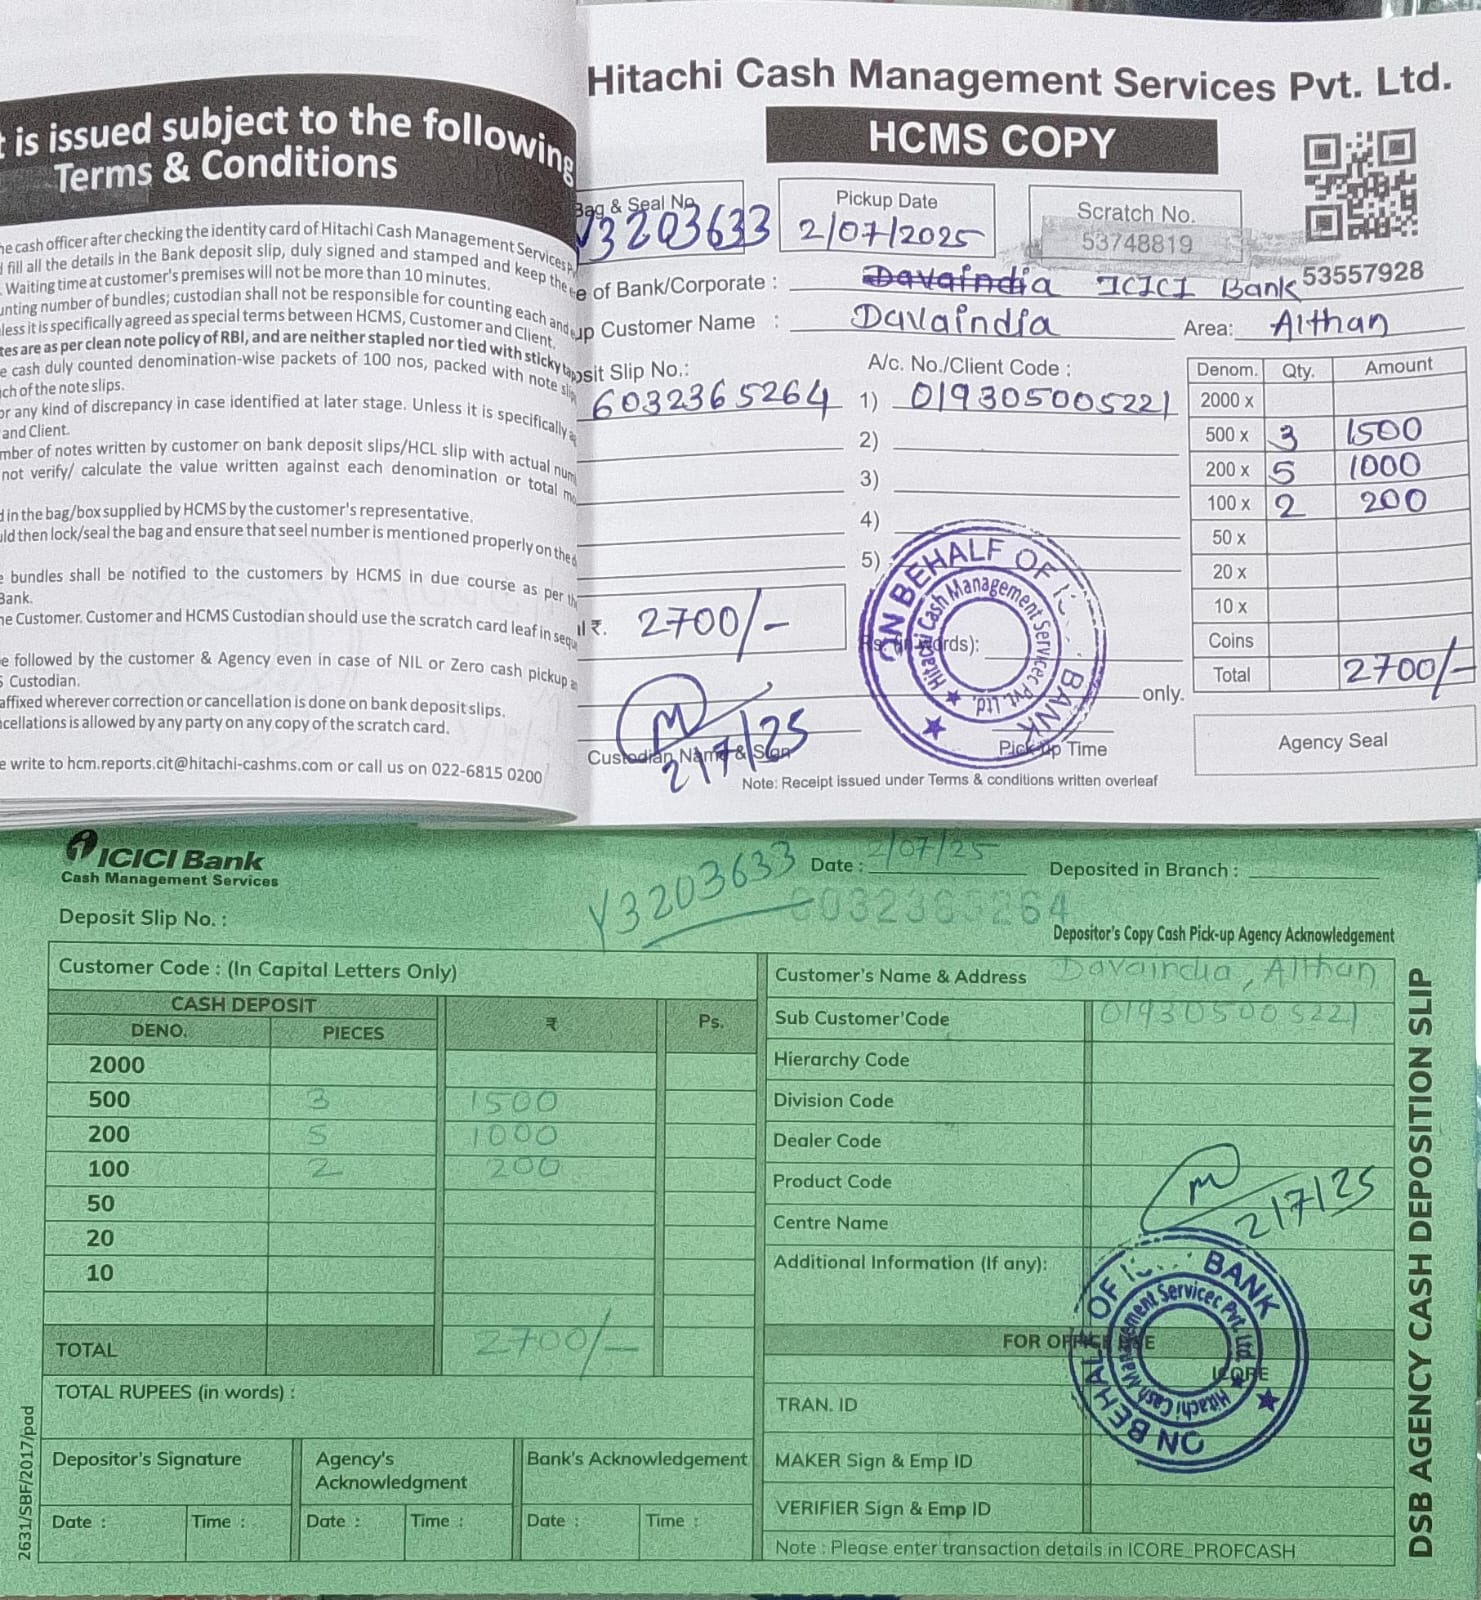 t is issued subject to the following
Terms & Conditions
he cash officer after checking the identity card of Hitachi Cash Management Services
fill all the details in the Bank deposit slip, duly signed and stamped and keep the
Waiting time at customer's premises will not be more than 10 minutes.
unting number of bundles; custodian shall not be responsible for counting each and
less it is specifically agreed as special terms between HCMS, Customer and Client.
tes are as per clean note policy of RBI, and are neither stapled nor tied with sticky
e cash duly counted denomination-wise packets of 100 nos, packed with note
ch of the note slips.
or any kind of discrepancy in case identified at later stage. Unless it is specifically
and Client.
mber of notes written by customer on bank deposit slips/HCL slip with actual num
not verify/ calculate the value written against each denomination or total
d in the bag/box supplied by HCMS by the customer's representative.
ld then lock/seal the bag and ensure that seel number is mentioned properly on the
e bundles shall be notified to the customers by HCMS in due course as per
Bank.
he Customer. Customer and HCMS Custodian should use the scratch card leaf in sequ
e followed by the customer & Agency even in case of NIL or Zero cash pickup
Custodian.
affixed wherever correction or cancellation is done on bank deposit slips.
cellations is allowed by any party on any copy of the scratch card.
e write to hcm.reports.cit@hitachi-cashms.com or call us on 022-6815 0200
Hitachi Cash Management Services Pvt. Ltd.
HCMS COPY
Bag & Seal No. Y3203633
Pickup Date 2/07/2025
Scratch No. 53748819
53557928
e of Bank/Corporate : Davaindia ICICI Bank
up Customer Name : Davaindia Area: Althan
osit Slip No.: A/c. No./Client Code :
6032365264 1) 019305005221
2)
3)
4)
5)
Denom. Qty. Amount
2000 x
500 x 3 1500
200 x 5 1000
100 x 2 200
50 x
20 x
10 x
Coins
Total 2700/-
l ₹. 2700/-
Rs. (in words):
only.
ON BEHALF OF BANK
Hitachi Cash Management Servicec Pvt. Ltd.
2/7/25
Custodian Name & Sign
Pick-up Time
Agency Seal
Note: Receipt issued under Terms & conditions written overleaf
ICICI Bank
Cash Management Services
Y3203633
Date : 2/07/25
Deposited in Branch :
Deposit Slip No. : 6032365264
Depositor's Copy Cash Pick-up Agency Acknowledgement
Customer Code : (In Capital Letters Only)
CASH DEPOSIT ₹ Ps.
DENO. PIECES
2000
500 3 1500
200 5 1000
100 2 200
50
20
10
TOTAL 2700/-
TOTAL RUPEES (in words) :
Depositor's Signature
Agency's Acknowledgment
Bank's Acknowledgement
Date : Time :
Date : Time :
Date : Time :
Customer's Name & Address Davaindia, Althan
Sub Customer'Code 019305005221
Hierarchy Code
Division Code
Dealer Code
Product Code
Centre Name
2/7/25
Additional Information (If any):
ON BEHALF OF BANK
Hitachi Cash Management Servicec Pvt. Ltd.
FOR OFFICE USE
ICORE
TRAN. ID
MAKER Sign & Emp ID
VERIFIER Sign & Emp ID
Note : Please enter transaction details in ICORE_PROFCASH
DSB AGENCY CASH DEPOSITION SLIP
2631/SBF/2017/pad